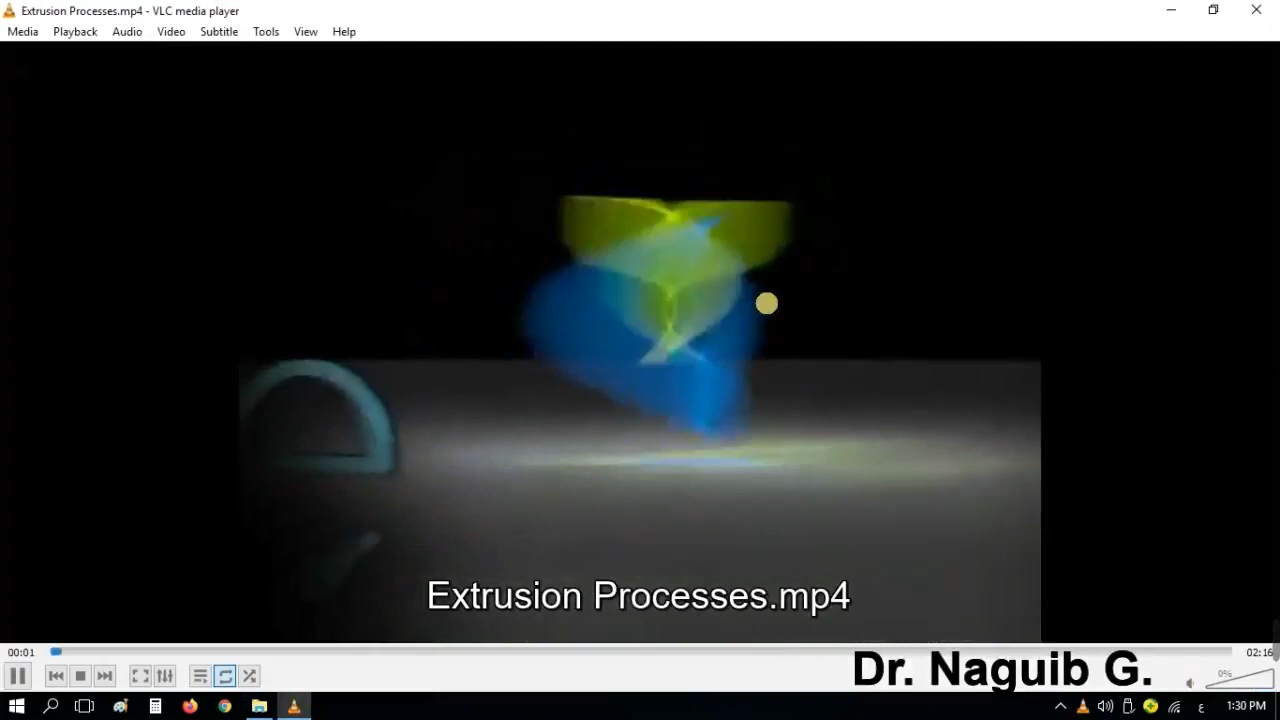 Extrusion Processes.mp4 - VLC media player
Media Playback Audio Video Subtitle Tools View Help
Extrusion Processes.mp4
00:01
02:16
Dr. Naguib G.
0%
ع
1:30 PM